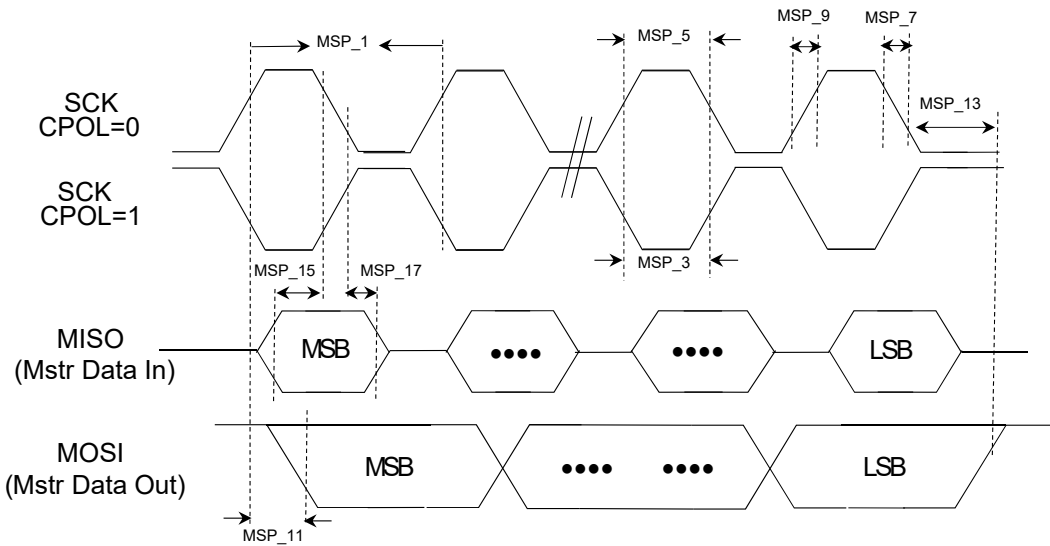 MSP_9
MSP_7
MSP_1
MSP_5
SCK
CPOL=0
MSP_13
SCK
CPOL=1
MSP_3
MSP_15
MSP_17
MISO
(Mstr Data In)
MSB
••••
••••
LSB
MOSI
(Mstr Data Out)
MSB
••••
••••
LSB
MSP_11